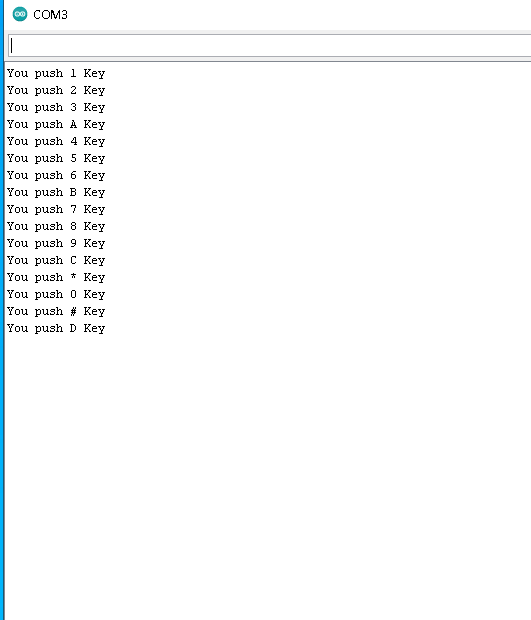 COM3
You push 1 Key
You push 2 Key
You push 3 Key
You push A Key
You push 4 Key
You push 5 Key
You push 6 Key
You push B Key
You push 7 Key
You push 8 Key
You push 9 Key
You push C Key
You push * Key
You push 0 Key
You push # Key
You push D Key